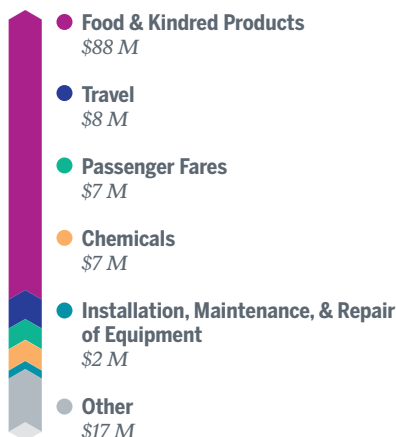 Food & Kindred Products
$88 M
Travel
$8 M
Passenger Fares
$7 M
Chemicals
$7 M
Installation, Maintenance, & Repair
of Equipment
$2 M
Other
$17 M